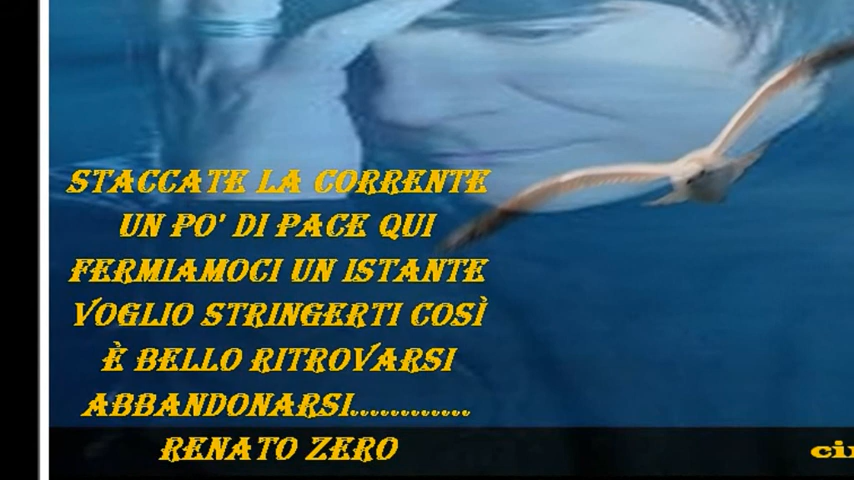 STACCATE LA CORRENTE
UN PO' DI PACE QUI
FERMIAMOCI UN ISTANTE
VOGLIO STRINGERTI COSÌ
È BELLO RITROVARSI
ABBANDONARSI............
RENATO ZERO